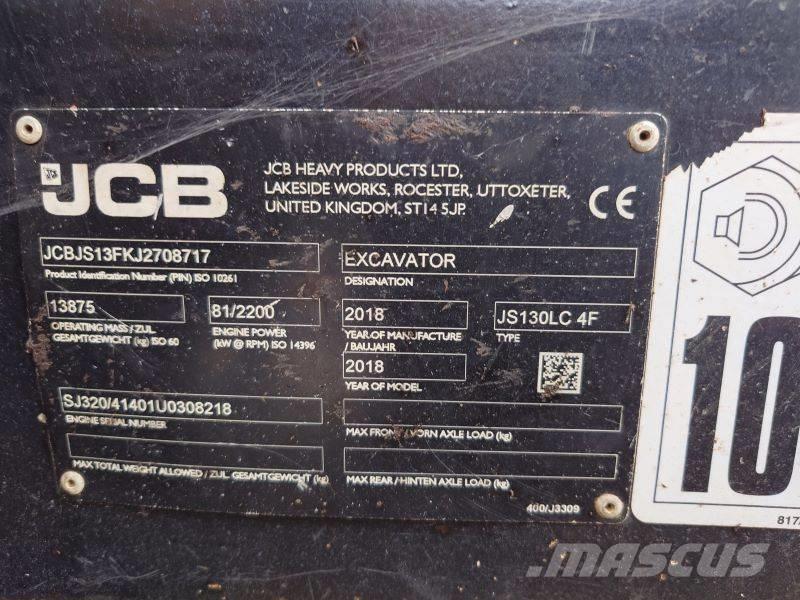 JCB
JCB HEAVY PRODUCTS LTD,
LAKESIDE WORKS, ROCESTER, UTTOXETER,
UNITED KINGDOM. ST14 5JP.
CE
JCBJS13FKJ2708717
Product Identification Number (PIN) ISO 10261
EXCAVATOR
DESIGNATION
13875
OPERATING MASS / ZUL.
GESAMTGEWICHT (kg) ISO 60
81/2200
ENGINE POWER
(kW @ RPM) ISO 14396
2018
YEAR OF MANUFACTURE
/ BAUJAHR
JS130LC 4F
TYPE
2018
YEAR OF MODEL
SJ320/41401U0308218
ENGINE SERIAL NUMBER
MAX FRONT / VORN AXLE LOAD (kg)
MAX TOTAL WEIGHT ALLOWED / ZUL. GESAMTGEWICHT (kg)
MAX REAR / HINTEN AXLE LOAD (kg)
400/J3309
10
817
MASCUS